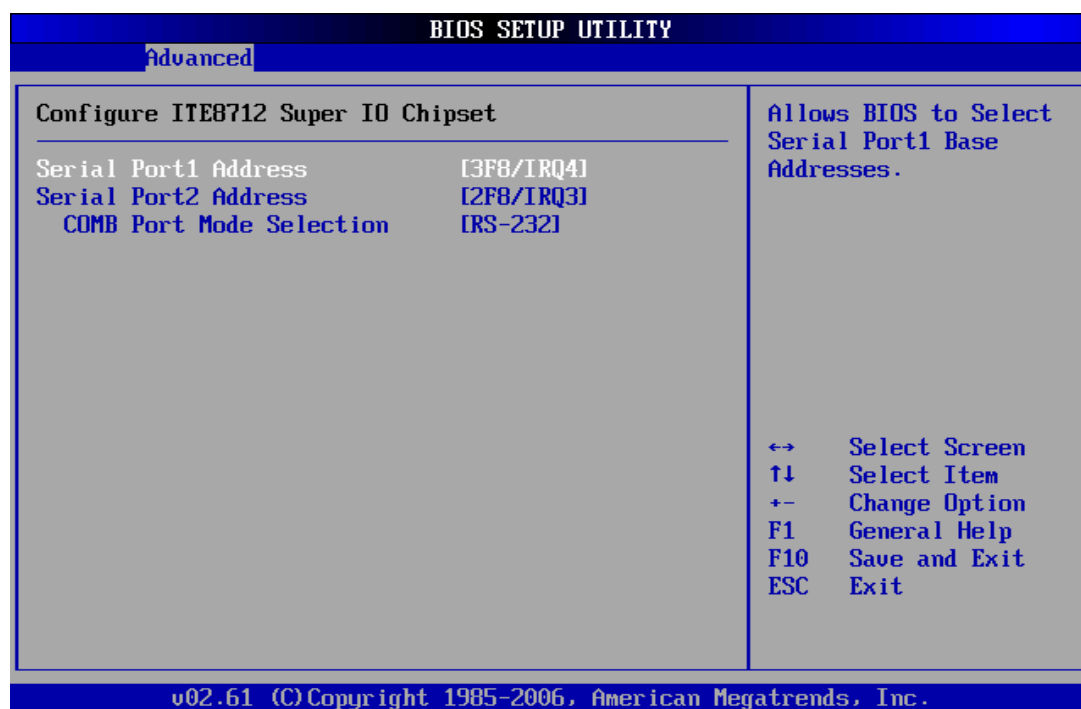 BIOS SETUP UTILITY
Advanced
Configure ITE8712 Super IO Chipset
Serial Port1 Address [3F8/IRQ4]
Serial Port2 Address [2F8/IRQ3]
COMB Port Mode Selection [RS-232]
Allows BIOS to Select
Serial Port1 Base
Addresses.
←→ Select Screen
↑↓ Select Item
+- Change Option
F1 General Help
F10 Save and Exit
ESC Exit
v02.61 (C)Copyright 1985-2006, American Megatrends, Inc.